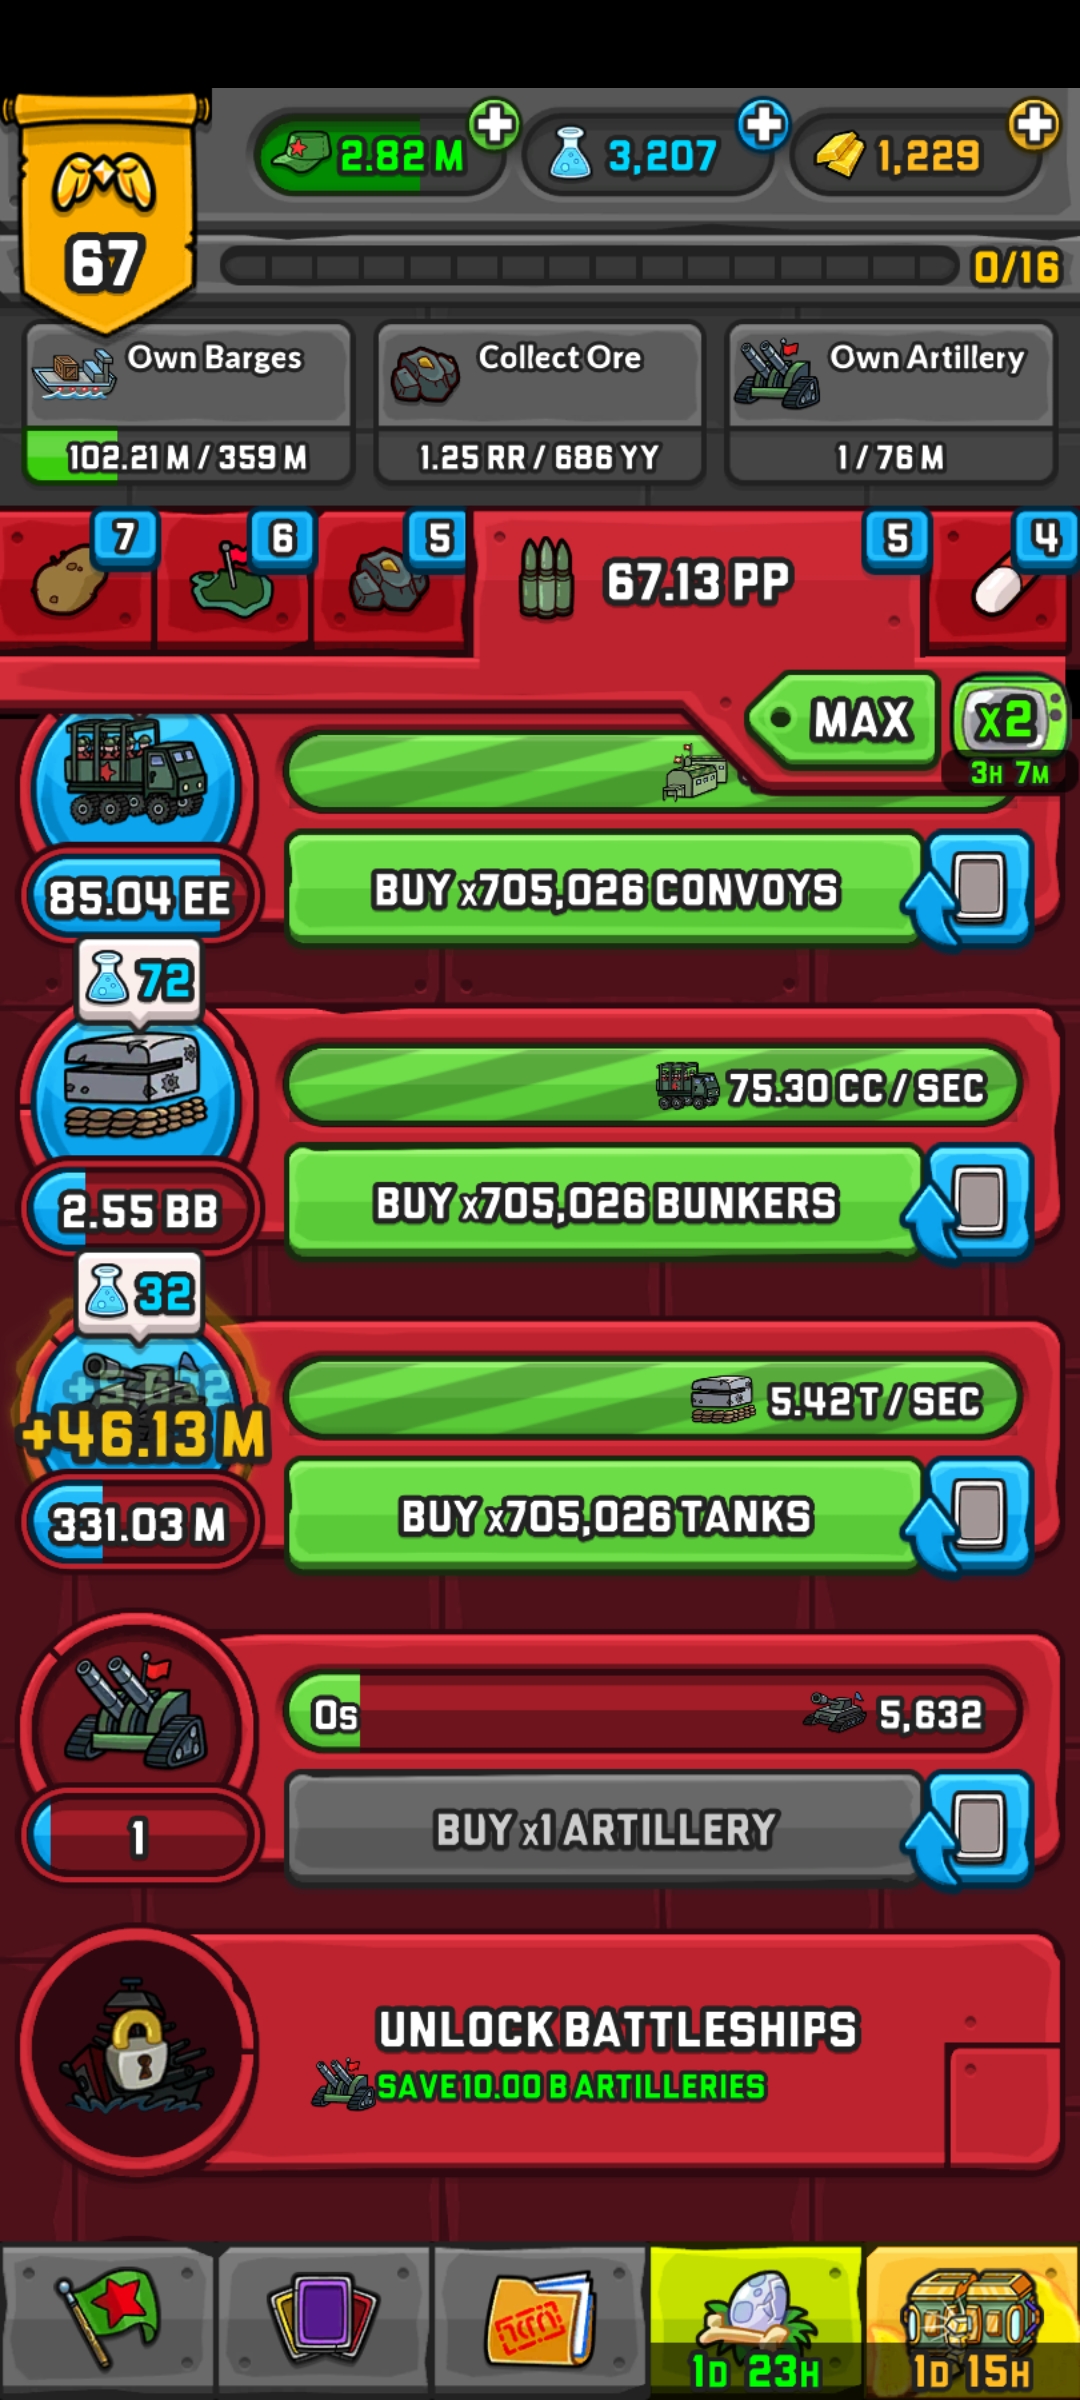 2.82 M
3,207
1,229
67
0/16
Own Barges
102.21 M / 359 M
Collect Ore
1.25 RR / 686 YY
Own Artillery
1 / 76 M
7
6
5
67.13 PP
5
4
MAX
x2
3H 7M
85.04 EE
BUY x705,026 CONVOYS
72
75.30 CC / SEC
2.55 BB
BUY x705,026 BUNKERS
32
+5,632
+46.13 M
5.42 T / SEC
331.03 M
BUY x705,026 TANKS
0s
5,632
1
BUY x1 ARTILLERY
UNLOCK BATTLESHIPS
SAVE 10.00 B ARTILLERIES
1D 23H
1D 15H